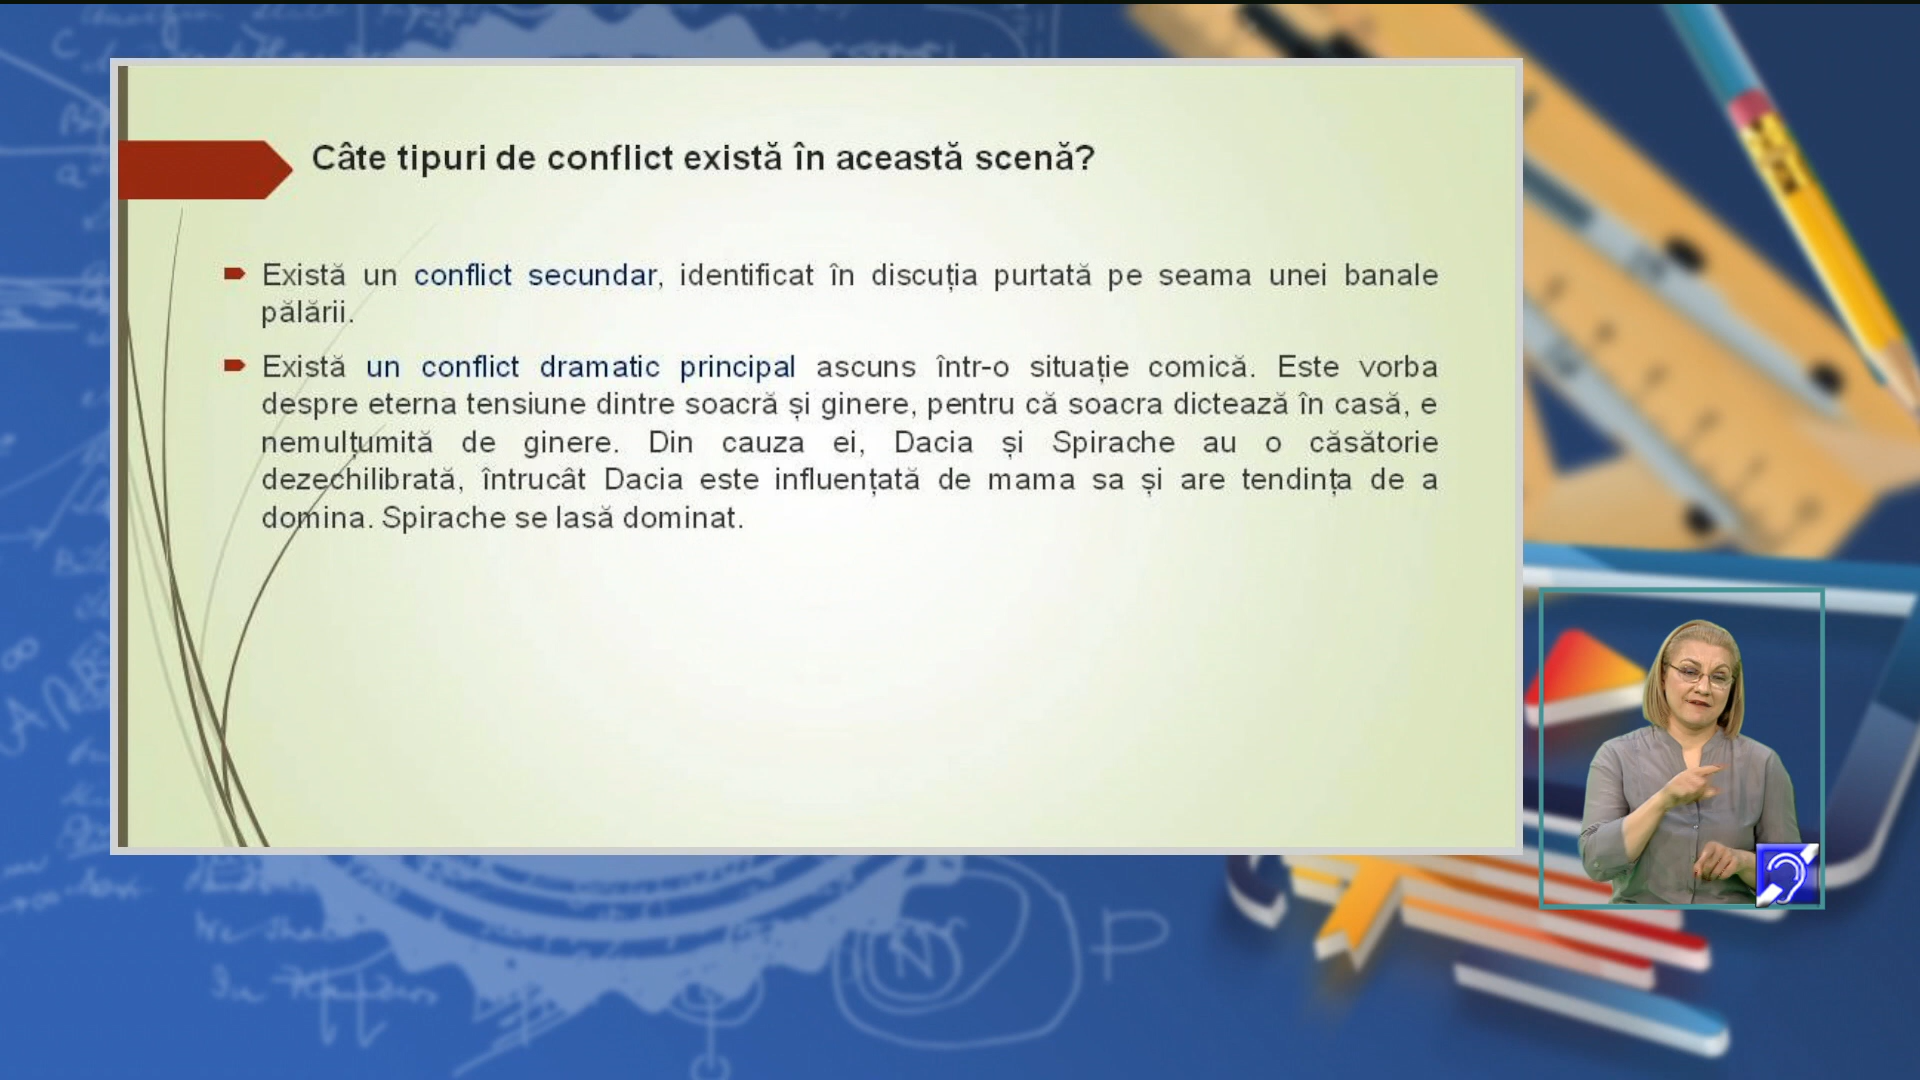 Câte tipuri de conflict există în această scenă?
Există un conflict secundar, identificat în discuția purtată pe seama unei banale
pălării.
Există un conflict dramatic principal ascuns într-o situație comică. Este vorba
despre eterna tensiune dintre soacră și ginere, pentru că soacra dictează în casă, e
nemulțumită de ginere. Din cauza ei, Dacia și Spirache au o căsătorie
dezechilibrată, întrucât Dacia este influențată de mama sa și are tendința de a
domina. Spirache se lasă dominat.
N
P